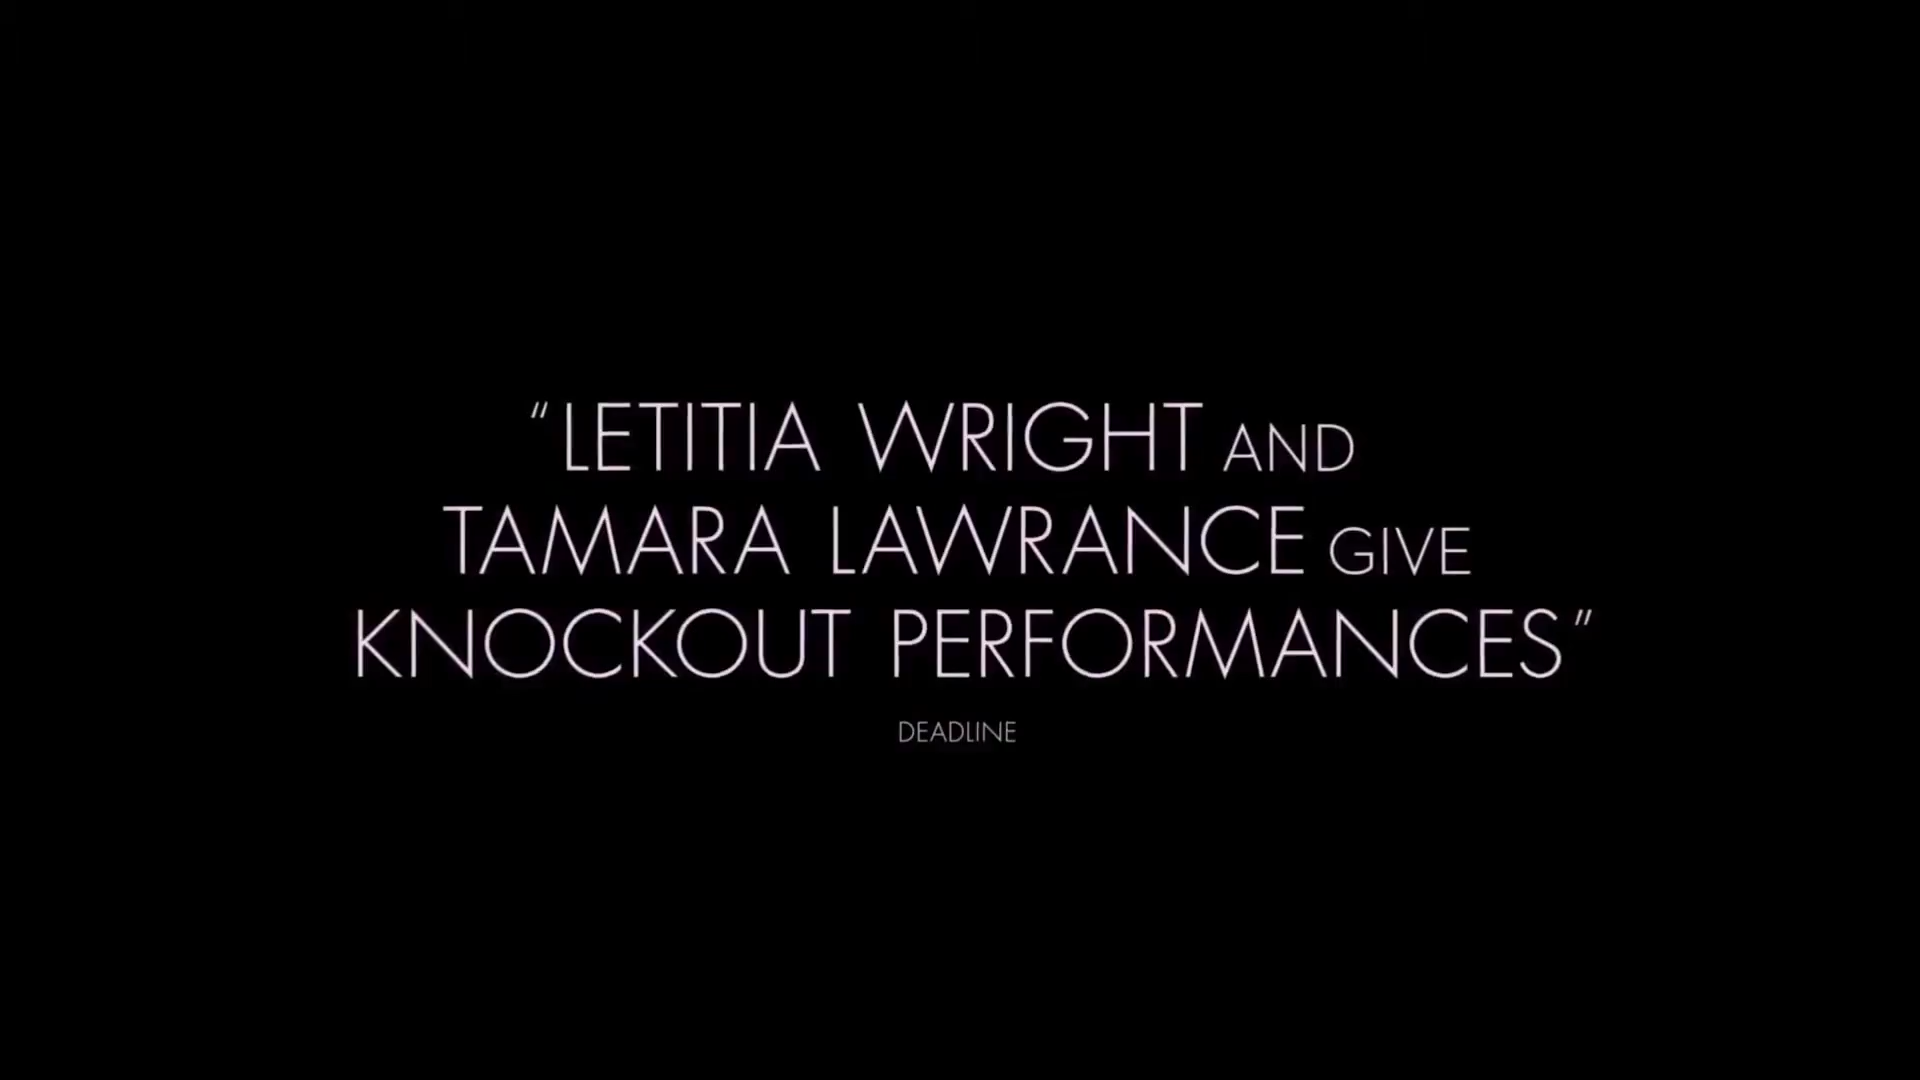 “LETITIA WRIGHT AND
TAMARA LAWRANCE GIVE
KNOCKOUT PERFORMANCES”
DEADLINE